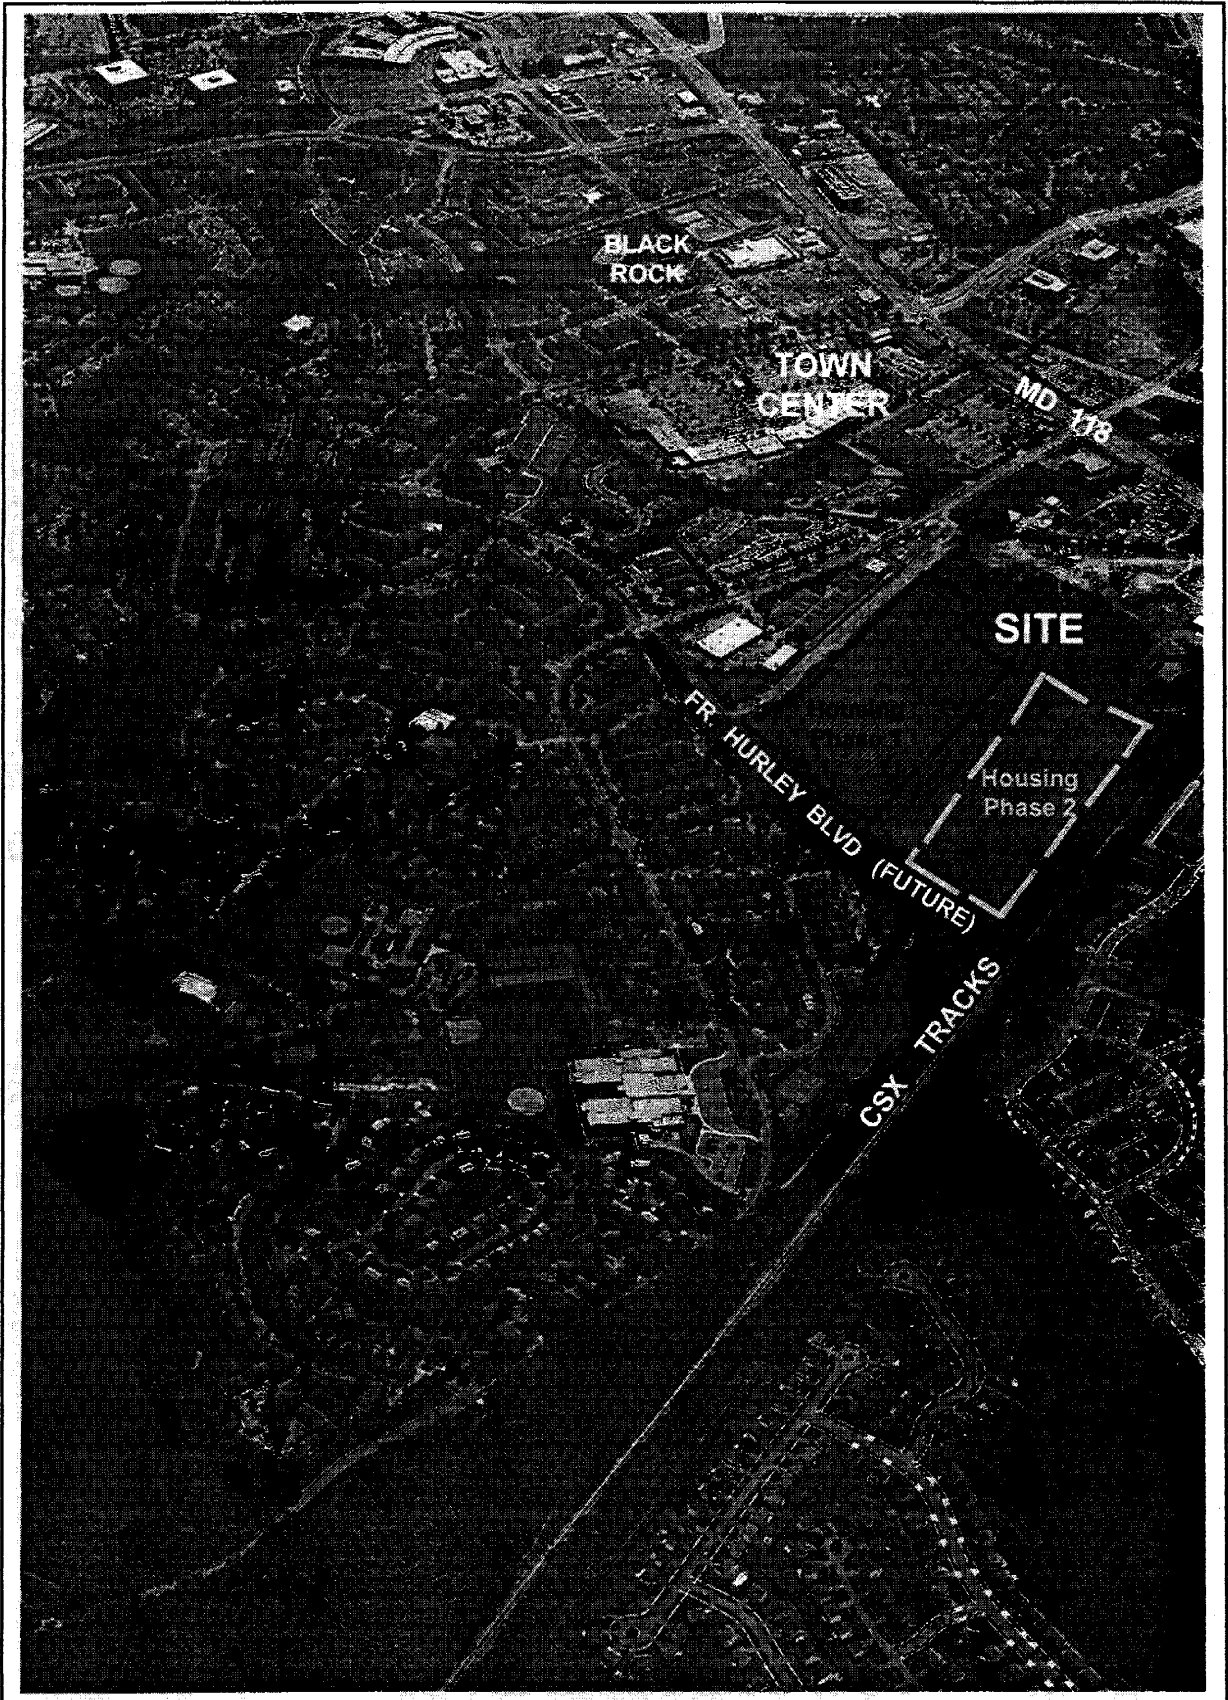 BLACK
ROCK
TOWN
CENTER
MD 118
SITE
Housing
Phase 2
FR. HURLEY BLVD (FUTURE)
CSX TRACKS